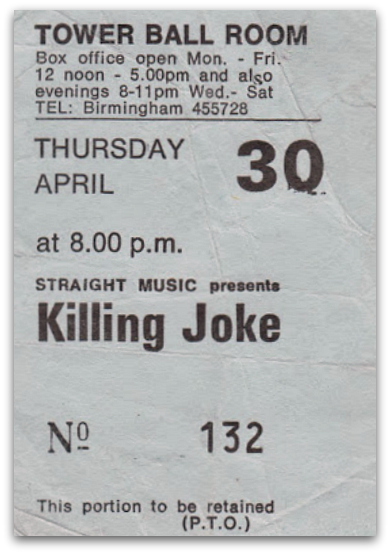 TOWER BALL ROOM
Box office open Mon. - Fri.
12 noon - 5.00pm and also
evenings 8-11pm Wed.- Sat
TEL: Birmingham 455728
THURSDAY
APRIL 30
at 8.00 p.m.
STRAIGHT MUSIC presents
Killing Joke
Nº 132
This portion to be retained
(P.T.O.)